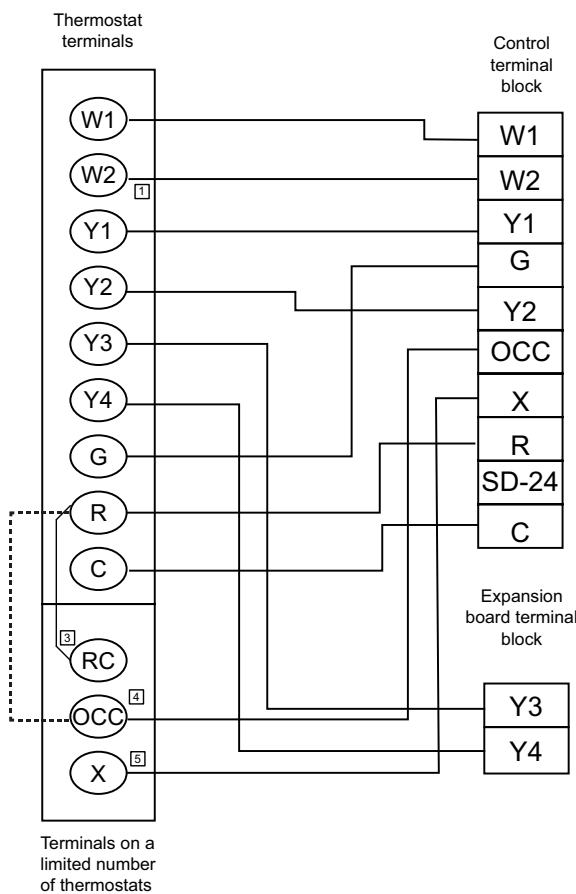 Thermostat
terminals
W1
W2
1
Y1
Y2
Y3
Y4
G
R
C
3
RC
4
OCC
5
X
Terminals on a
limited number
of thermostats
Control
terminal
block
W1
W2
Y1
G
Y2
OCC
X
R
SD-24
C
Expansion
board terminal
block
Y3
Y4